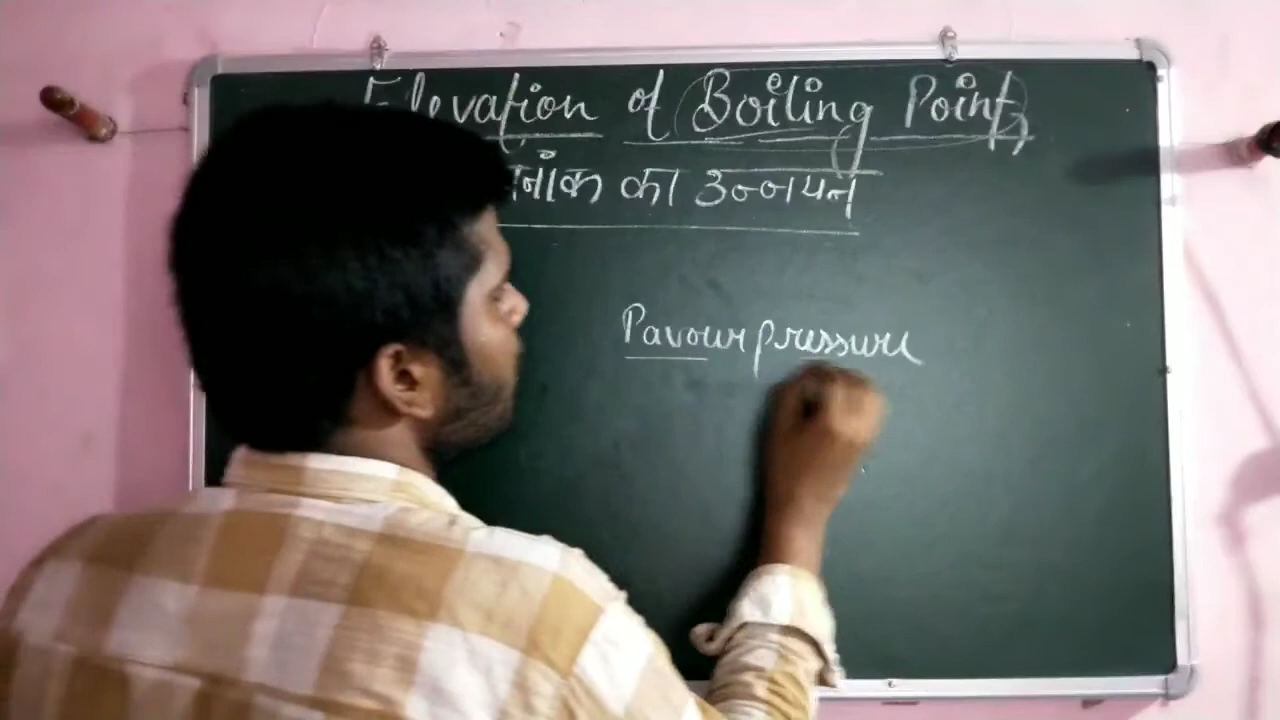 Elevation of Boiling Point
का उन्नयन
Pavour pressure